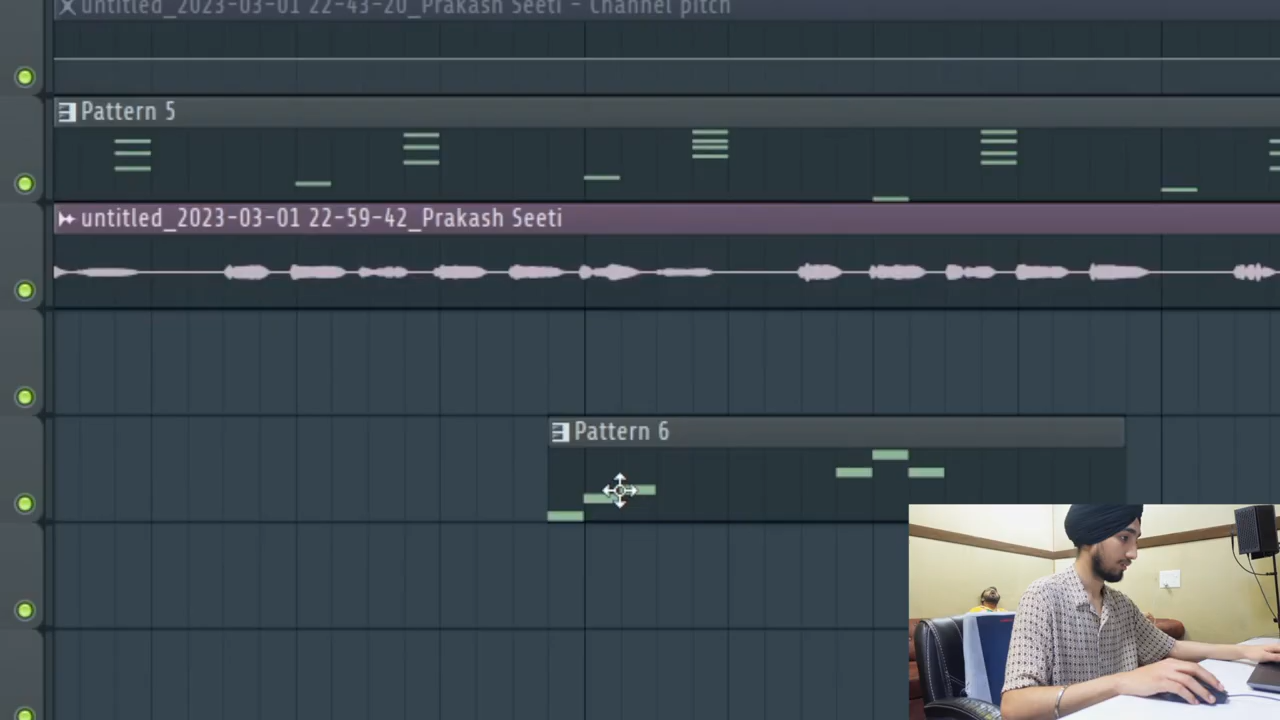 untitled_2023-03-01 22-43-20_Prakash Seeti - Channel pitch
Pattern 5
untitled_2023-03-01 22-59-42_Prakash Seeti
Pattern 6